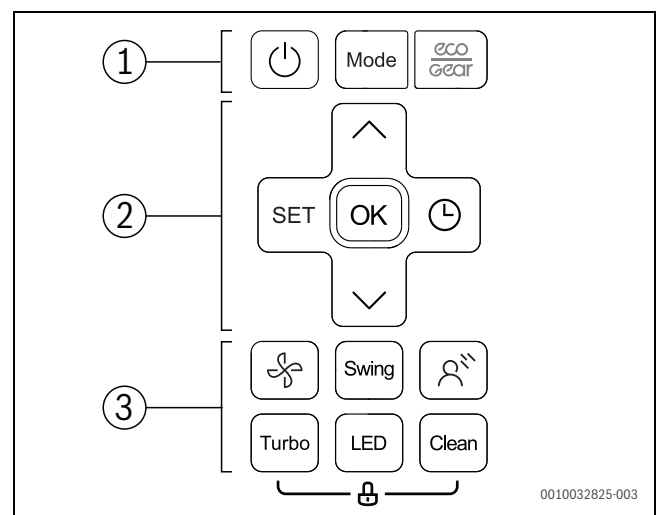 1
Mode
eco
Gear
2
SET
OK
3
Swing
Turbo
LED
Clean
0010032825-003